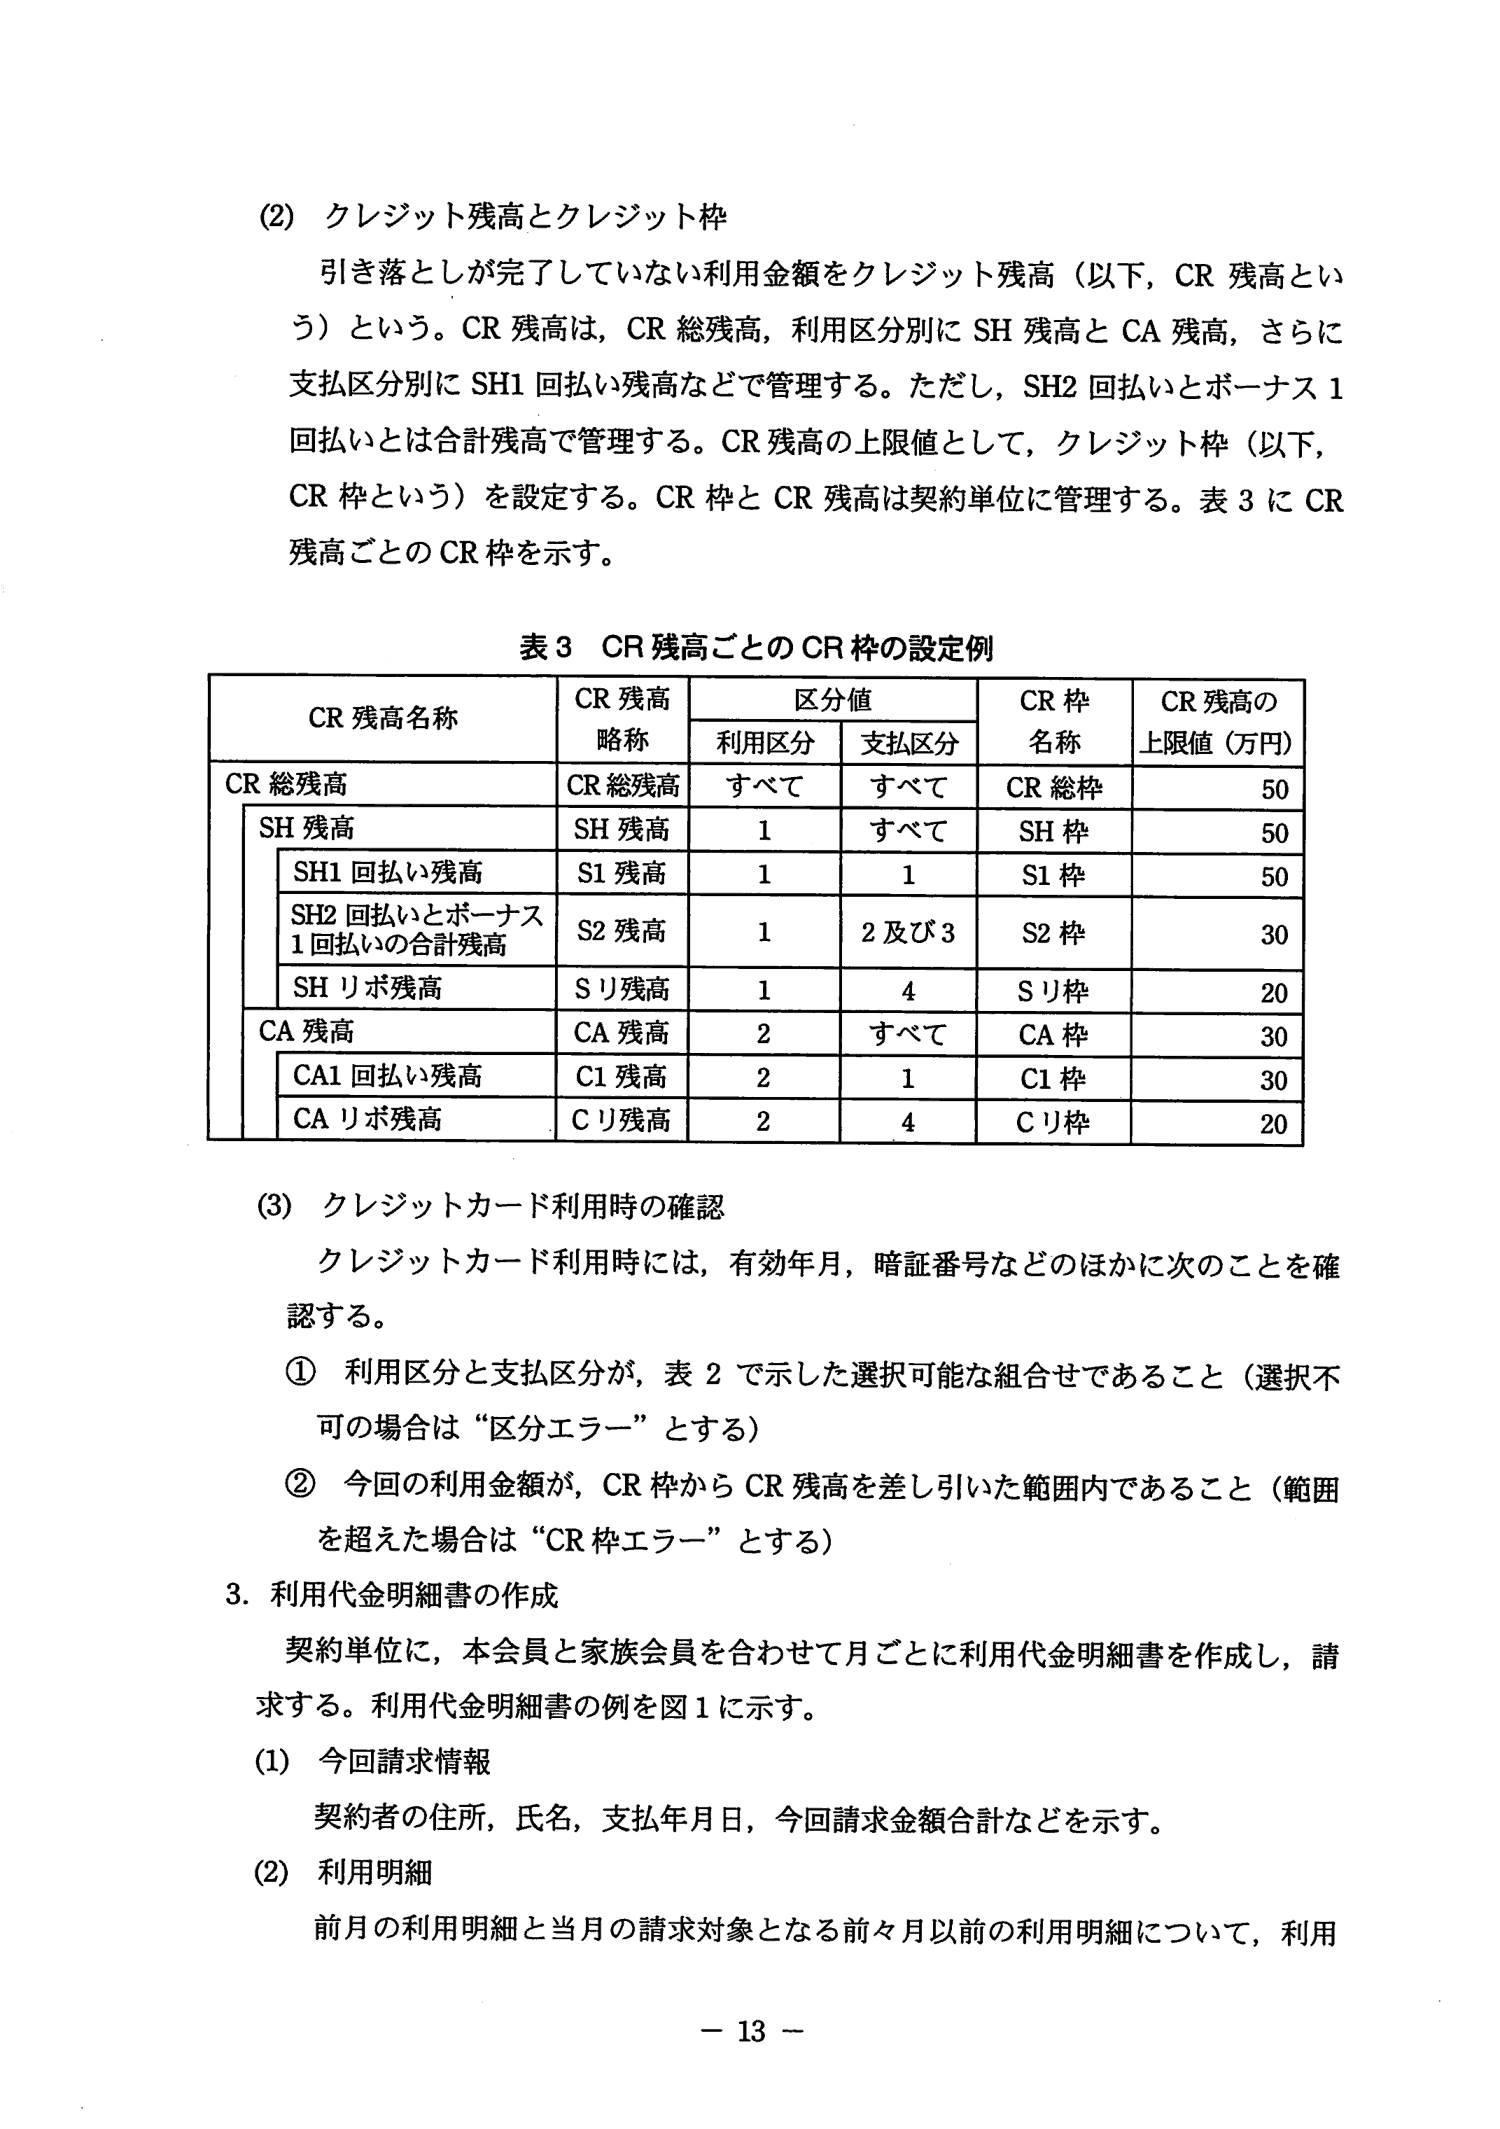 (2) クレジット残高とクレジット枠
引き落としが完了していない利用金額をクレジット残高（以下，CR 残高とい
う）という。CR 残高は，CR 総残高，利用区分別に SH 残高と CA 残高，さらに
支払区分別に SH1 回払い残高などで管理する。ただし，SH2 回払いとボーナス 1
回払いとは合計残高で管理する。CR 残高の上限値として，クレジット枠（以下，
CR 枠という）を設定する。CR 枠と CR 残高は契約単位に管理する。表 3 に CR
残高ごとの CR 枠を示す。
表 3 CR 残高ごとの CR 枠の設定例
CR 残高名称 CR 残高略称 区分値 CR 枠名称 CR 残高の上限値（万円）
利用区分 支払区分
CR 総残高 CR 総残高 すべて すべて CR 総枠 50
SH 残高 SH 残高 1 すべて SH 枠 50
SH1 回払い残高 S1 残高 1 1 S1 枠 50
SH2 回払いとボーナス
1 回払いの合計残高 S2 残高 1 2 及び 3 S2 枠 30
SH リボ残高 S リ残高 1 4 S リ枠 20
CA 残高 CA 残高 2 すべて CA 枠 30
CA1 回払い残高 C1 残高 2 1 C1 枠 30
CA リボ残高 C リ残高 2 4 C リ枠 20
(3) クレジットカード利用時の確認
クレジットカード利用時には，有効年月，暗証番号などのほかに次のことを確
認する。
① 利用区分と支払区分が，表 2 で示した選択可能な組合せであること（選択不
可の場合は“区分エラー”とする）
② 今回の利用金額が，CR 枠から CR 残高を差し引いた範囲内であること（範囲
を超えた場合は“CR 枠エラー”とする）
3. 利用代金明細書の作成
契約単位に，本会員と家族会員を合わせて月ごとに利用代金明細書を作成し，請
求する。利用代金明細書の例を図 1 に示す。
(1) 今回請求情報
契約者の住所，氏名，支払年月日，今回請求金額合計などを示す。
(2) 利用明細
前月の利用明細と当月の請求対象となる前々月以前の利用明細について，利用
－ 13 －